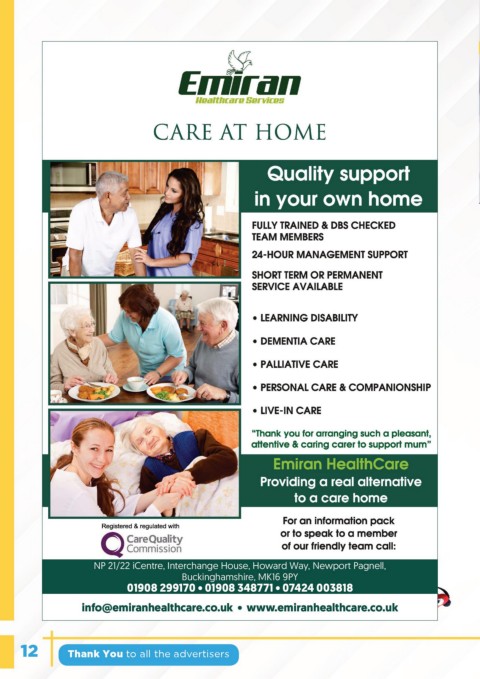 Emiran
Healthcare Services
CARE AT HOME
Quality support
in your own home
FULLY TRAINED & DBS CHECKED
TEAM MEMBERS
24-HOUR MANAGEMENT SUPPORT
SHORT TERM OR PERMANENT
SERVICE AVAILABLE
• LEARNING DISABILITY
• DEMENTIA CARE
• PALLIATIVE CARE
• PERSONAL CARE & COMPANIONSHIP
• LIVE-IN CARE
"Thank you for arranging such a pleasant,
attentive & caring carer to support mum"
Emiran HealthCare
Providing a real alternative
to a care home
Registered & regulated with
CareQuality
Commission
For an information pack
or to speak to a member
of our friendly team call:
NP 21/22 iCentre, Interchange House, Howard Way, Newport Pagnell,
Buckinghamshire, MK16 9PY
01908 299170 • 01908 348771 • 07424 003818
info@emiranhealthcare.co.uk • www.emiranhealthcare.co.uk
12
Thank You to all the advertisers